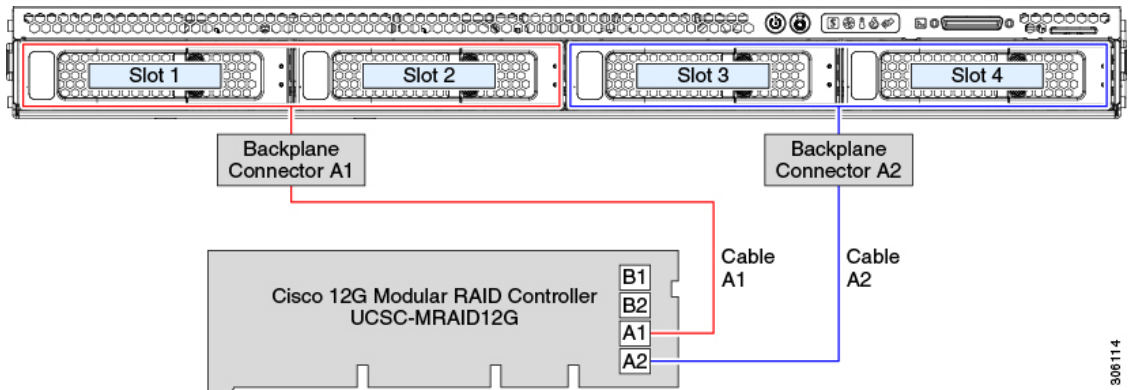 Slot 1
Slot 2
Slot 3
Slot 4
Backplane
Connector A1
Backplane
Connector A2
Cable
A1
Cable
A2
Cisco 12G Modular RAID Controller
UCSC-MRAID12G
B1
B2
A1
A2
306114